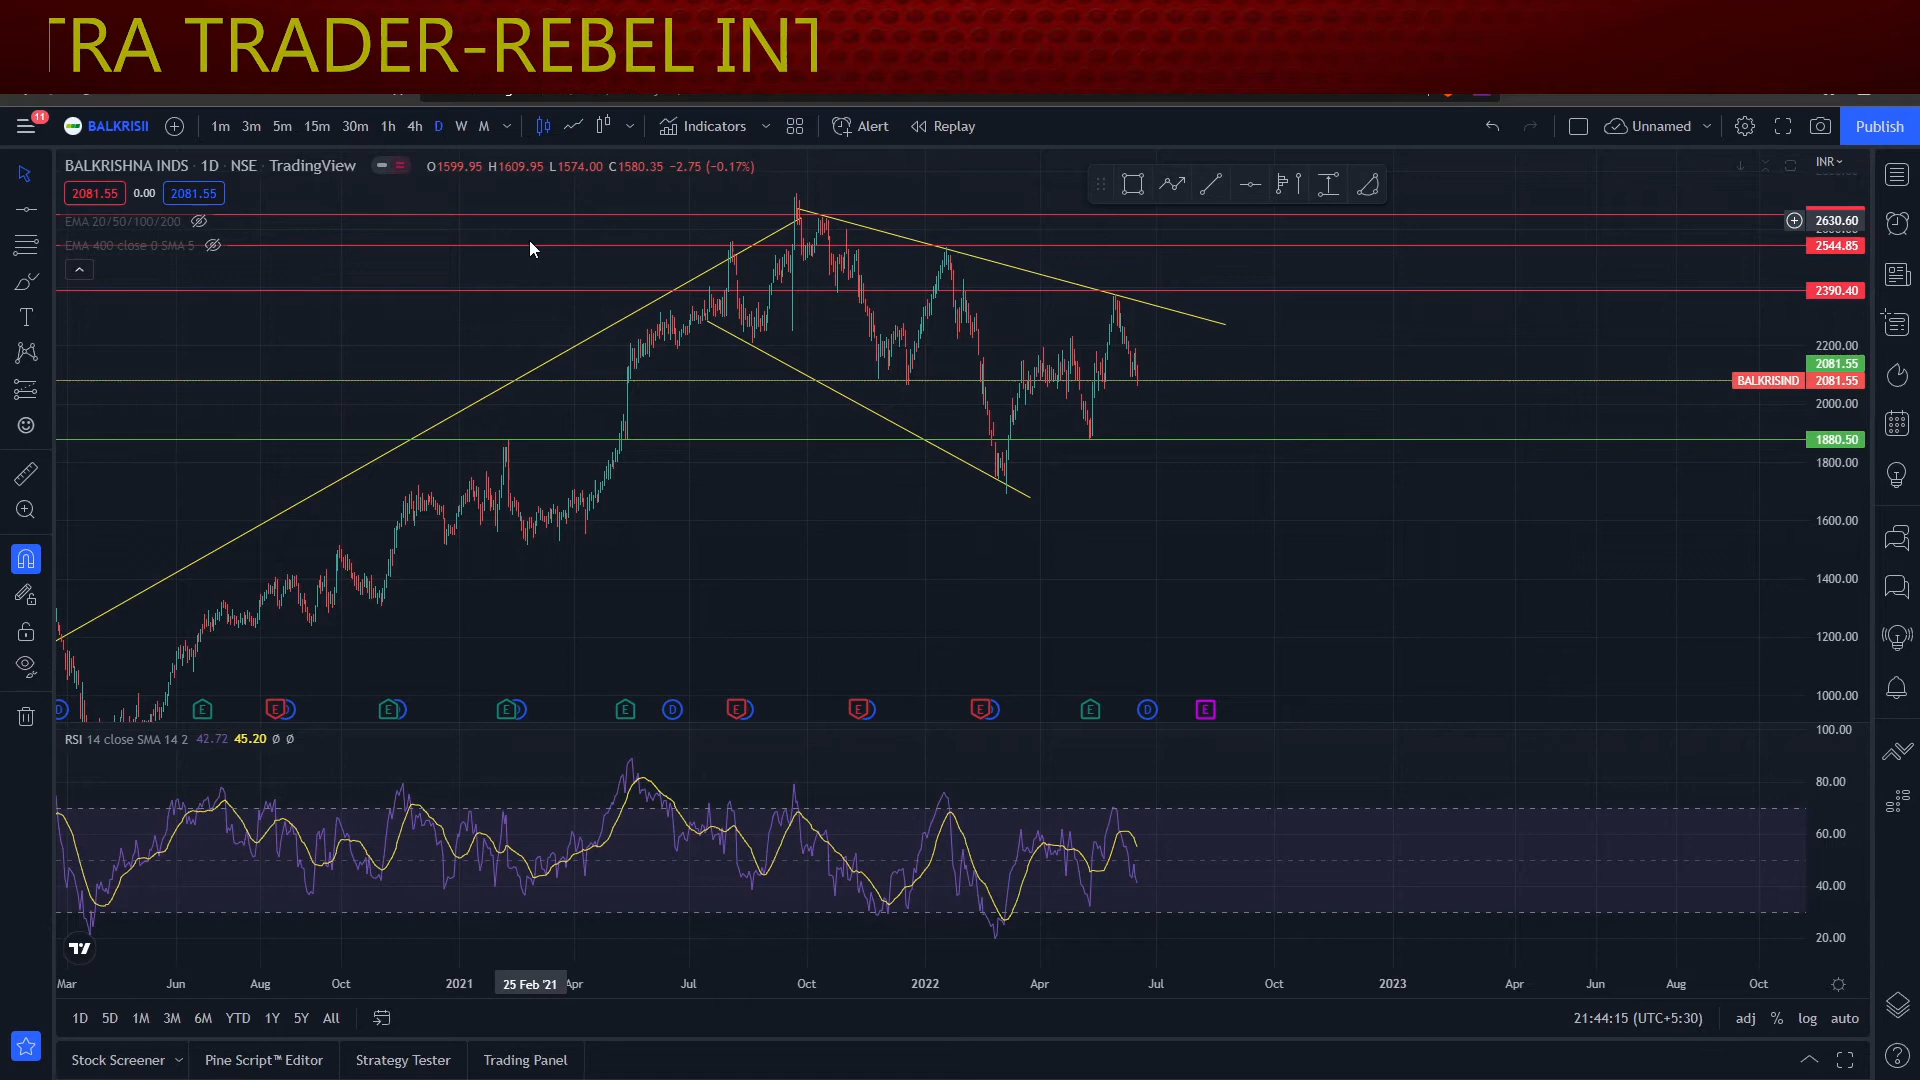 TRA TRADER-REBEL INT
11
BALKRISII 1m 3m 5m 15m 30m 1h 4h D W M Indicators Alert Replay Unnamed Publish
BALKRISHNA INDS · 1D · NSE · TradingView O1599.95 H1609.95 L1574.00 C1580.35 −2.75 (−0.17%) INR
2081.55 0.00 2081.55
EMA 20/50/100/200
EMA 400 close 0 SMA 5
2630.60
2544.85
2390.40
2200.00
2081.55
BALKRISIND 2081.55
2000.00
1880.50
1800.00
1600.00
1400.00
1200.00
1000.00
D E E D E D E D E D E D E D E D E D E
RSI 14 close SMA 14 2 42.72 45.20 Ø Ø
100.00
80.00
60.00
40.00
20.00
Mar Jun Aug Oct 2021 25 Feb '21 Apr Jul Oct 2022 Apr Jul Oct 2023 Apr Jun Aug Oct
1D 5D 1M 3M 6M YTD 1Y 5Y All 21:44:15 (UTC+5:30) adj % log auto
Stock Screener Pine Script™ Editor Strategy Tester Trading Panel